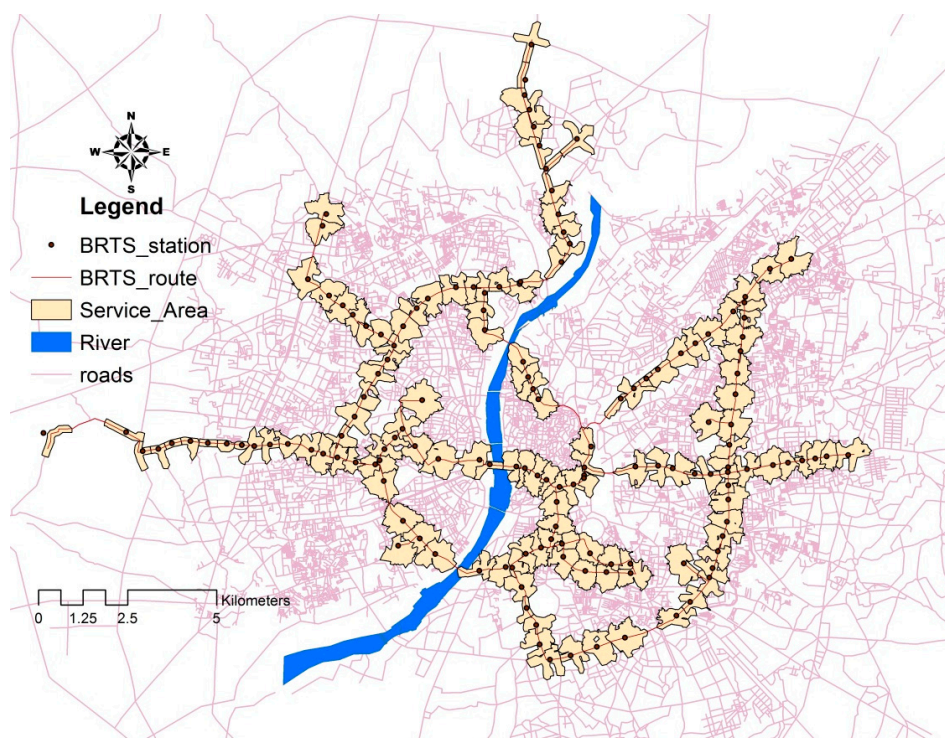 N
W E
S
Legend
BRTS_station
BRTS_route
Service_Area
River
roads
Kilometers
0 1.25 2.5 5